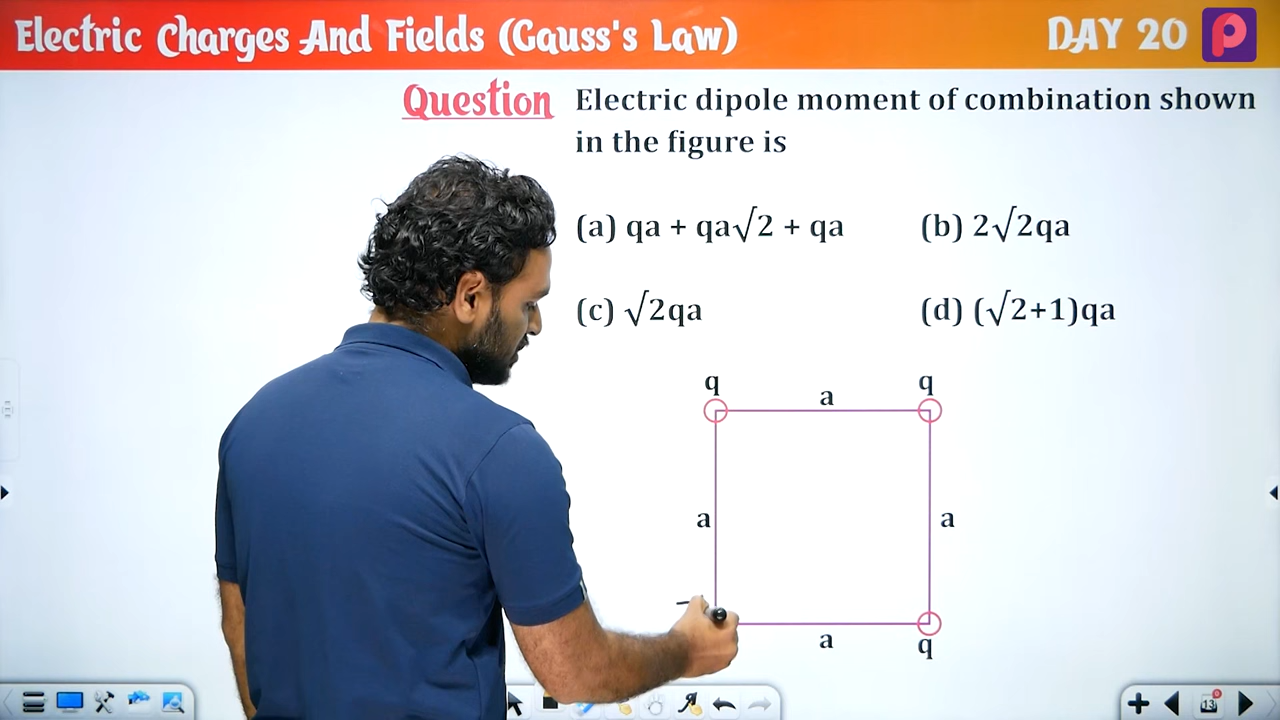 Electric Charges And Fields (Gauss's Law)
DAY 20
Question Electric dipole moment of combination shown
in the figure is
(a) qa + qa√2 + qa
(b) 2√2qa
(c) √2qa
(d) (√2+1)qa
q
q
a
a
a
a
q
13